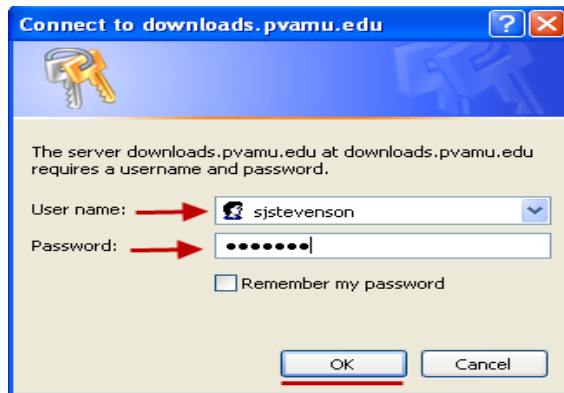 Connect to downloads.pvamu.edu
The server downloads.pvamu.edu at downloads.pvamu.edu
requires a username and password.
User name: sjstevenson
Password: •••••••
Remember my password
OK Cancel